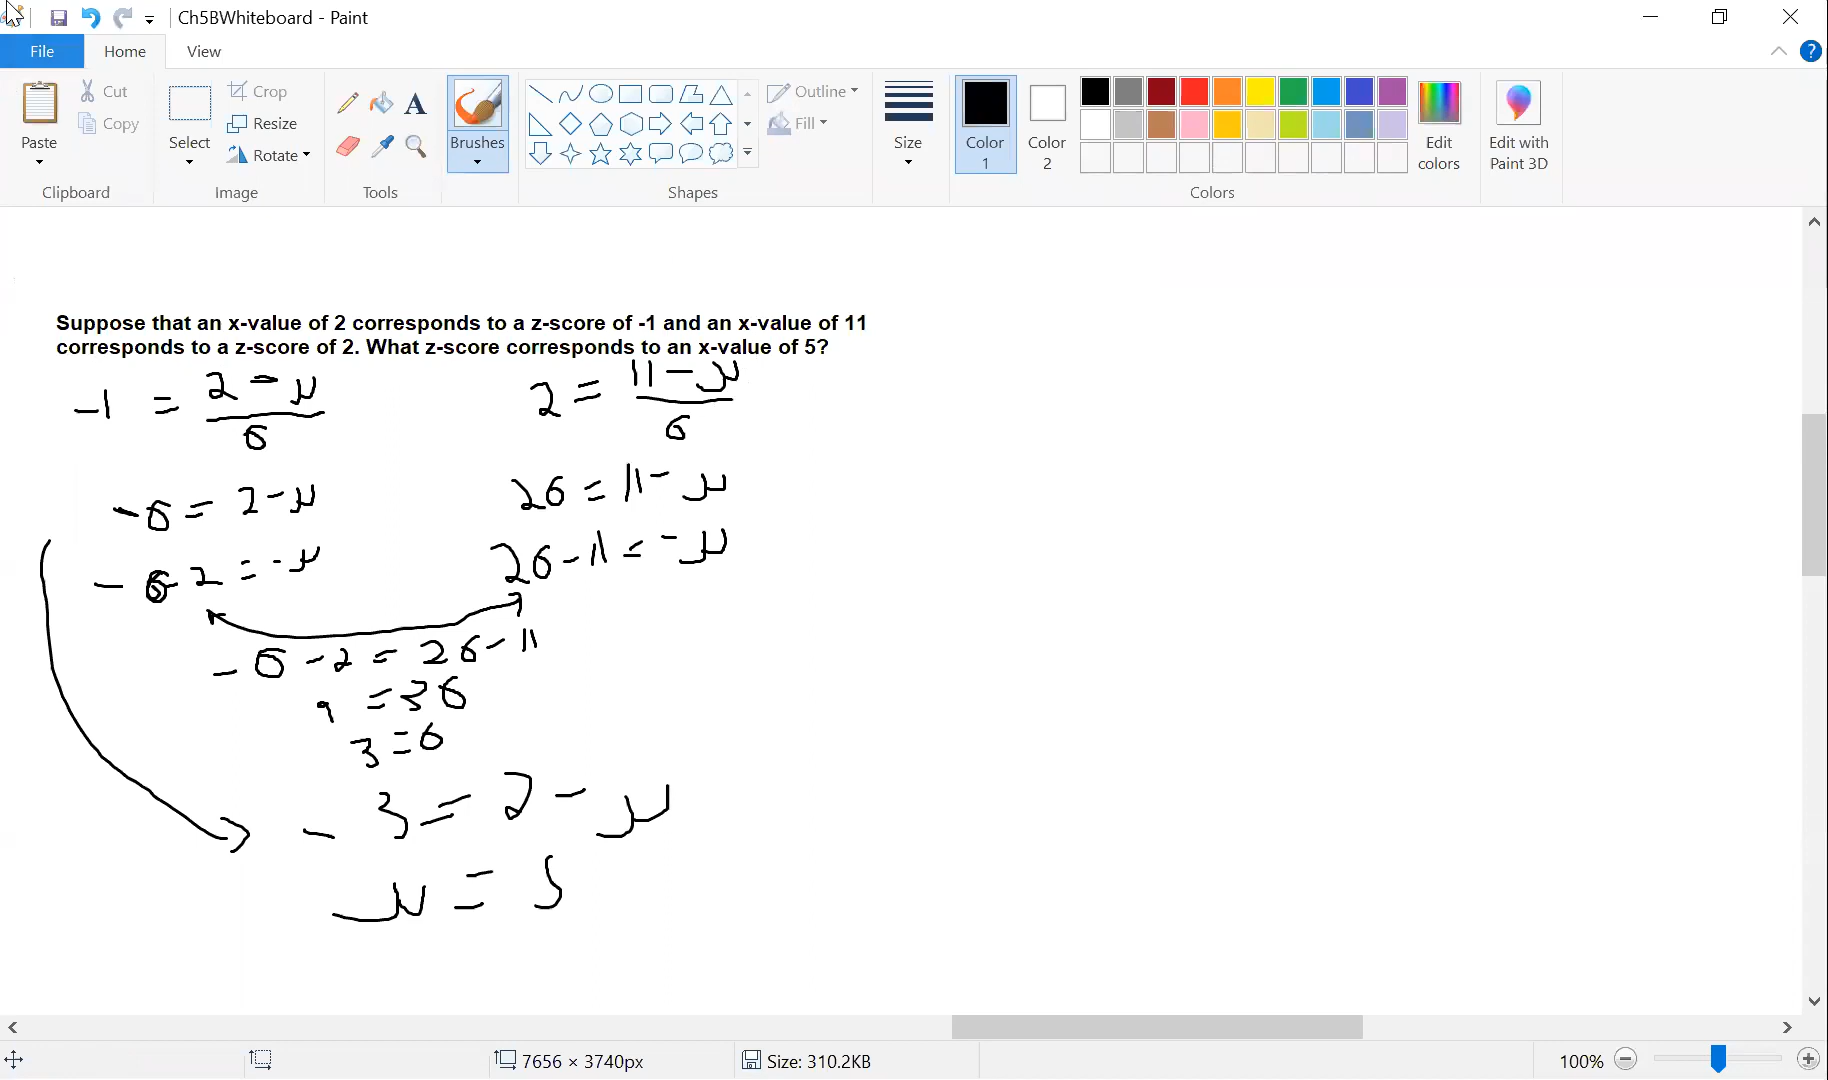 Ch5BWhiteboard - Paint
File Home View
Paste
Cut
Copy
Clipboard
Select
Crop
Resize
Rotate
Image
A
Tools
Brushes
Shapes
Outline
Fill
Size
Color 1
Color 2
Edit colors
Colors
Edit with Paint 3D
?
Suppose that an x-value of 2 corresponds to a z-score of -1 and an x-value of 11
corresponds to a z-score of 2. What z-score corresponds to an x-value of 5?
-1 = (2 - μ)/σ
2 = (11 - μ)/σ
-σ = 2 - μ
2σ = 11 - μ
-σ - 2 = -μ
2σ - 11 = -μ
-σ - 2 = 2σ - 11
9 = 3σ
3 = σ
-3 = 2 - μ
μ = 5
7656 × 3740px
Size: 310.2KB
100%